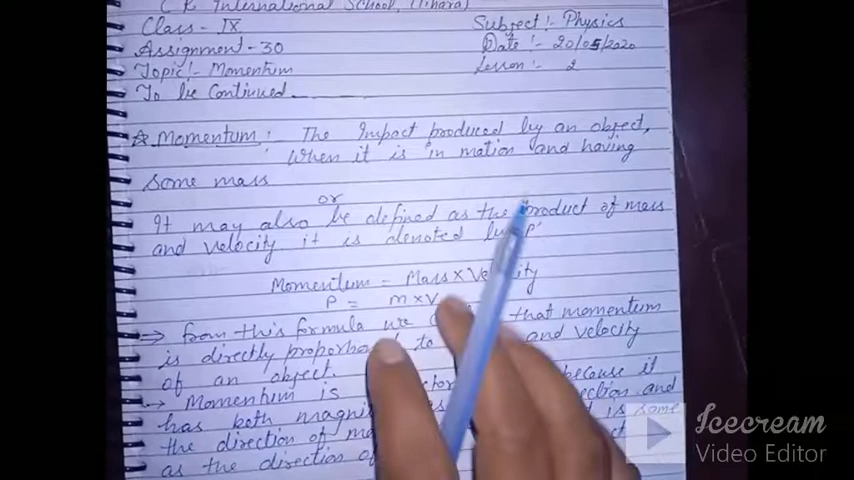 International School, (Tihara)
Class - IX
Subject :- Physics
Assignment - 30
Date :- 20/05/2020
Topic :- Momentum
Lesson :- 2
To be Continued
☆ Momentum : The Impact produced by an object,
When it is in motion and having
some mass
or
It may also be defined as the product of mass
and velocity it is denoted by 'P'
Momentum = Mass × Velocity
P = m × V
⇒ from this formula we that momentum
is directly proportional to and velocity
of an object.
→ Momentum is because it
has both and
the direction of is some
as the direction of
Icecream
Video Editor